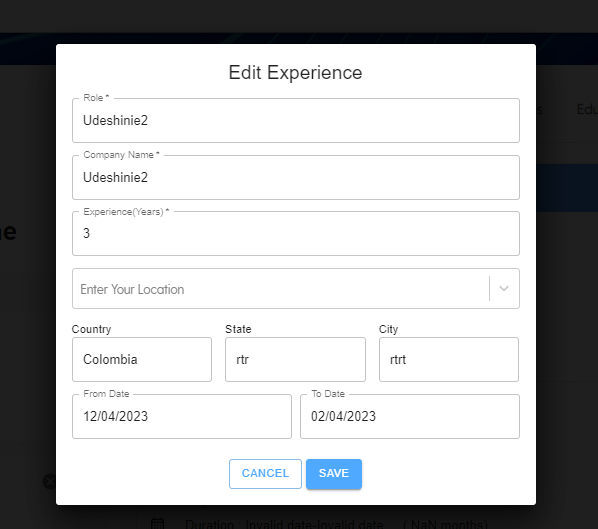 Edit Experience
Role *
Udeshinie2
Company Name *
Udeshinie2
Experience(Years) *
3
Enter Your Location
Country State City
Colombia rtr rtrt
From Date To Date
12/04/2023 02/04/2023
CANCEL SAVE
Duration Invalid date-Invalid date ( NaN months)